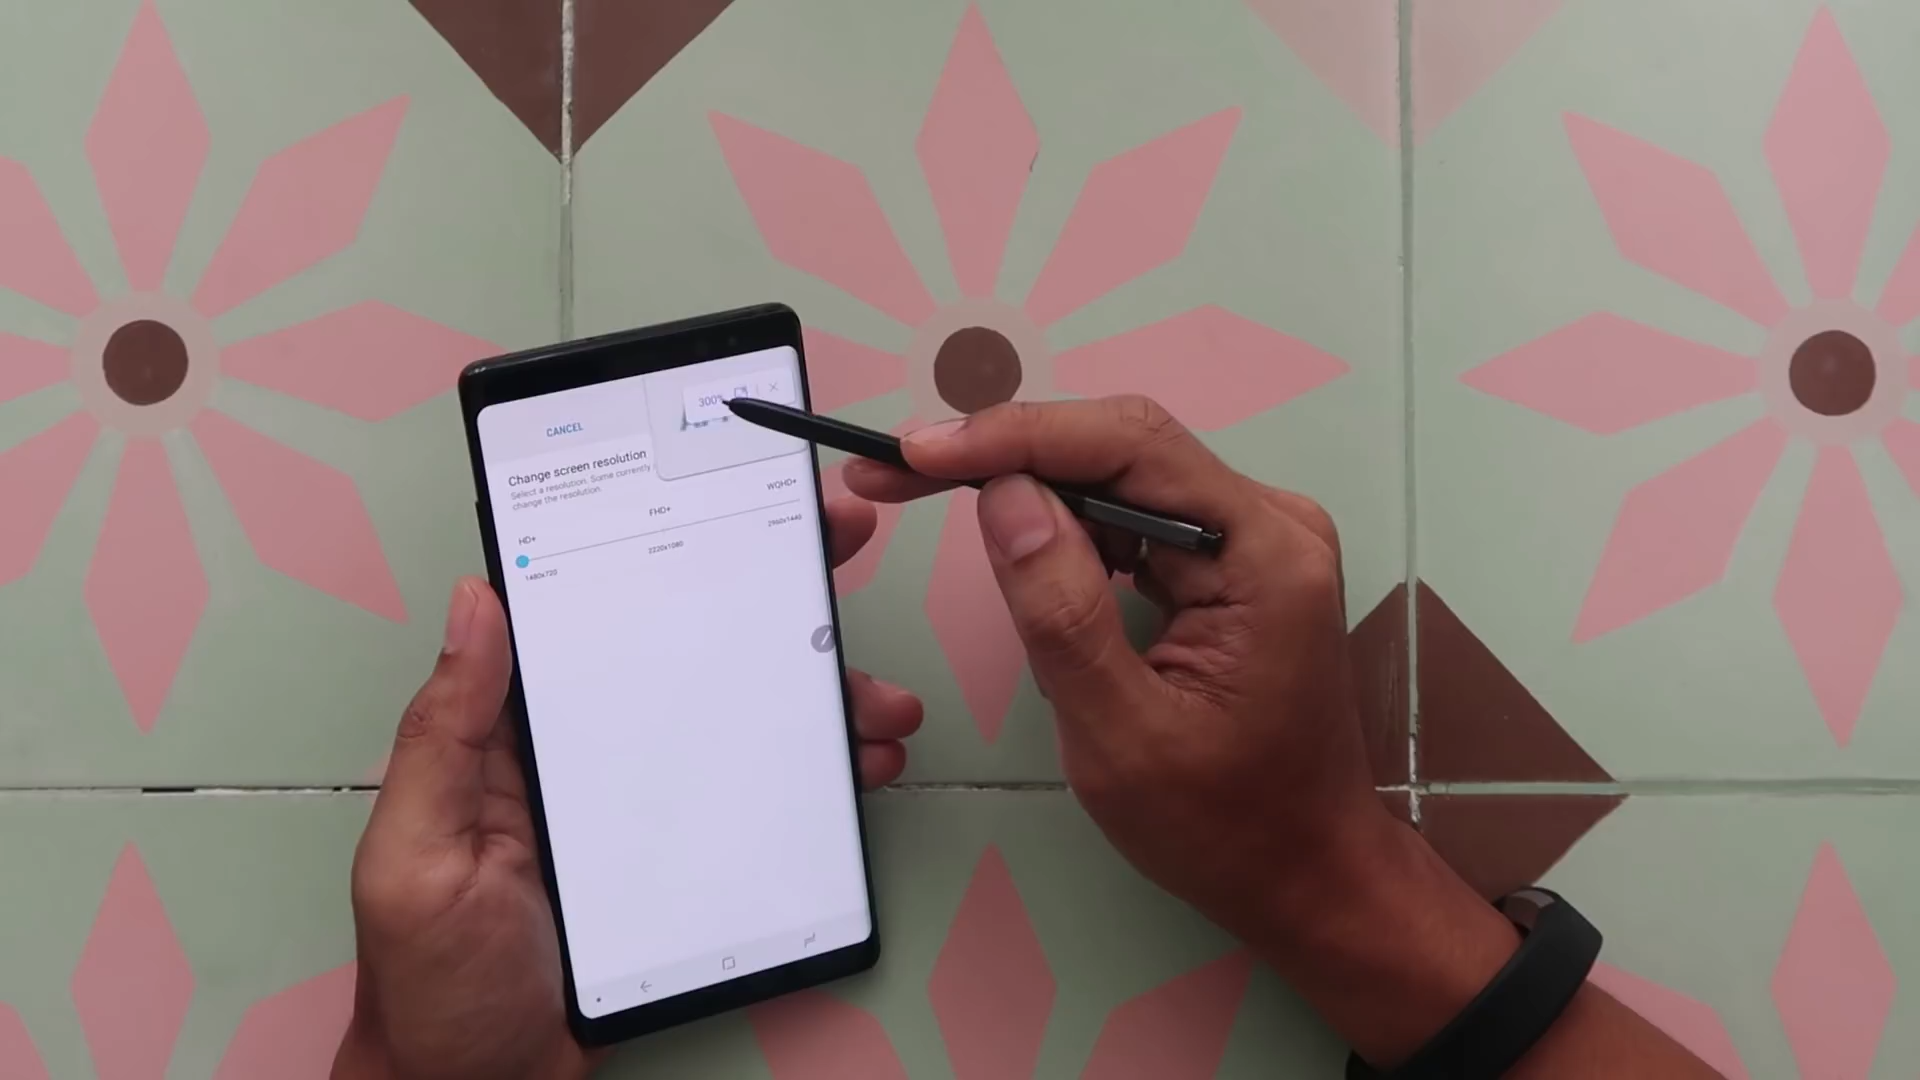 300%
CANCEL
Change screen resolution
Select a resolution. Some currently
change the resolution.
HD+
FHD+
WQHD+
1480x720
2220x1080
2960x1440